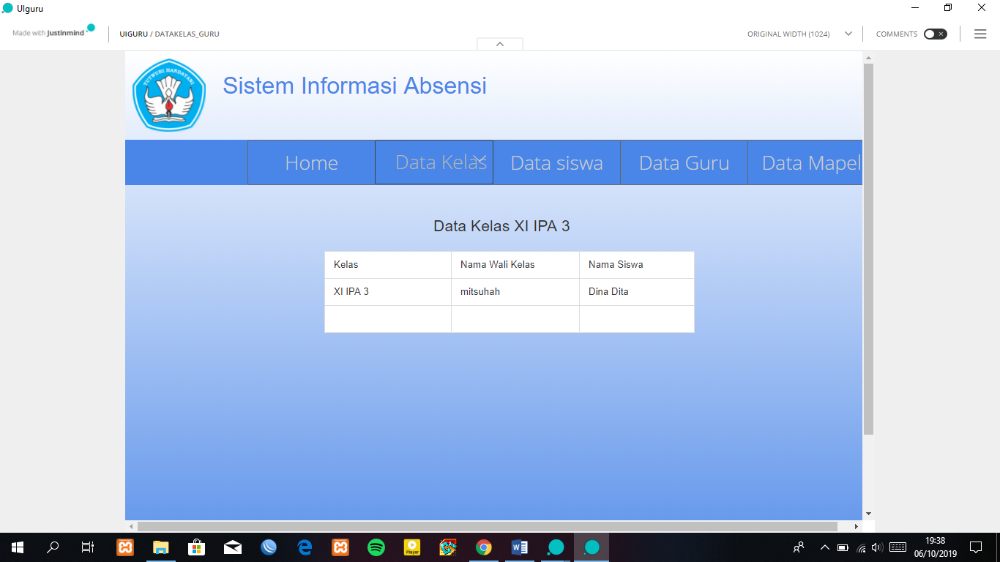 UIguru
Made with Justinmind
UIGURU / DATAKELAS_GURU
ORIGINAL WIDTH (1024)
COMMENTS
TUT WURI HANDAYANI
Sistem Informasi Absensi
Home
Data Kelas
Data siswa
Data Guru
Data Mapel
Data Kelas XI IPA 3
Kelas Nama Wali Kelas Nama Siswa
XI IPA 3 mitsuhah Dina Dita
Player
19:38
06/10/2019